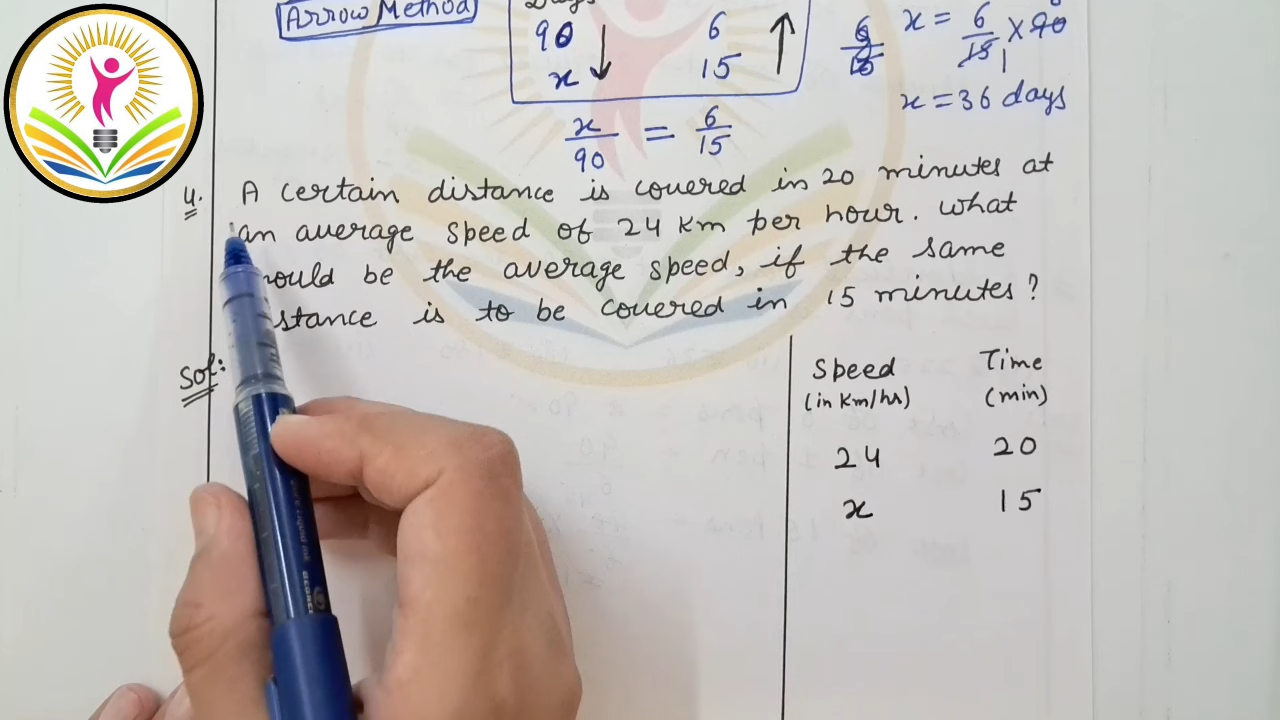 Arrow Method
Days
90 6
x 15
x/90 = 6/15
x = 6/15 × 90
x = 36 days
4. A certain distance is covered in 20 minutes at
an average speed of 24 km per hour. What
would be the average speed, if the same
distance is to be covered in 15 minutes?
Sol:
Speed Time
(in Km/hr) (min)
24 20
x 15